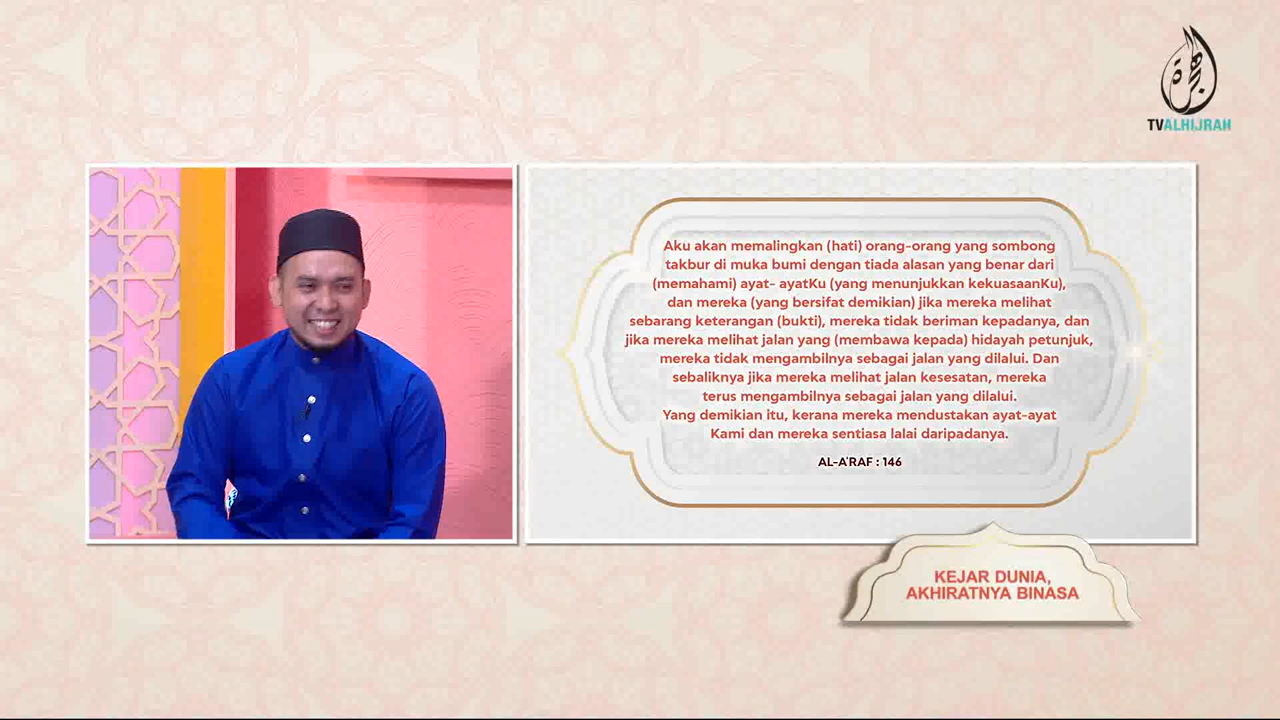 هجرة
TVALHIJRAH
Aku akan memalingkan (hati) orang-orang yang sombong
takbur di muka bumi dengan tiada alasan yang benar dari
(memahami) ayat- ayatKu (yang menunjukkan kekuasaanKu),
dan mereka (yang bersifat demikian) jika mereka melihat
sebarang keterangan (bukti), mereka tidak beriman kepadanya, dan
jika mereka melihat jalan yang (membawa kepada) hidayah petunjuk,
mereka tidak mengambilnya sebagai jalan yang dilalui. Dan
sebaliknya jika mereka melihat jalan kesesatan, mereka
terus mengambilnya sebagai jalan yang dilalui.
Yang demikian itu, kerana mereka mendustakan ayat-ayat
Kami dan mereka sentiasa lalai daripadanya.
AL-A'RAF : 146
KEJAR DUNIA,
AKHIRATNYA BINASA